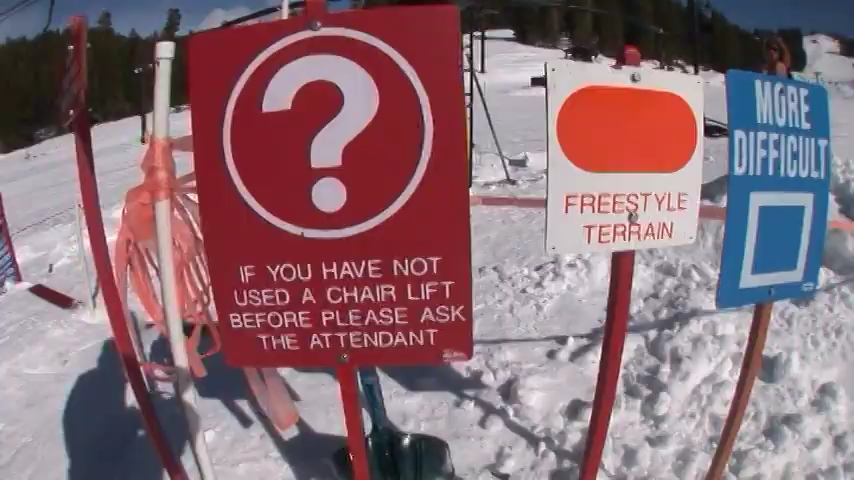 ?
IF YOU HAVE NOT
USED A CHAIR LIFT
BEFORE PLEASE ASK
THE ATTENDANT
FREESTYLE
TERRAIN
MORE
DIFFICULT